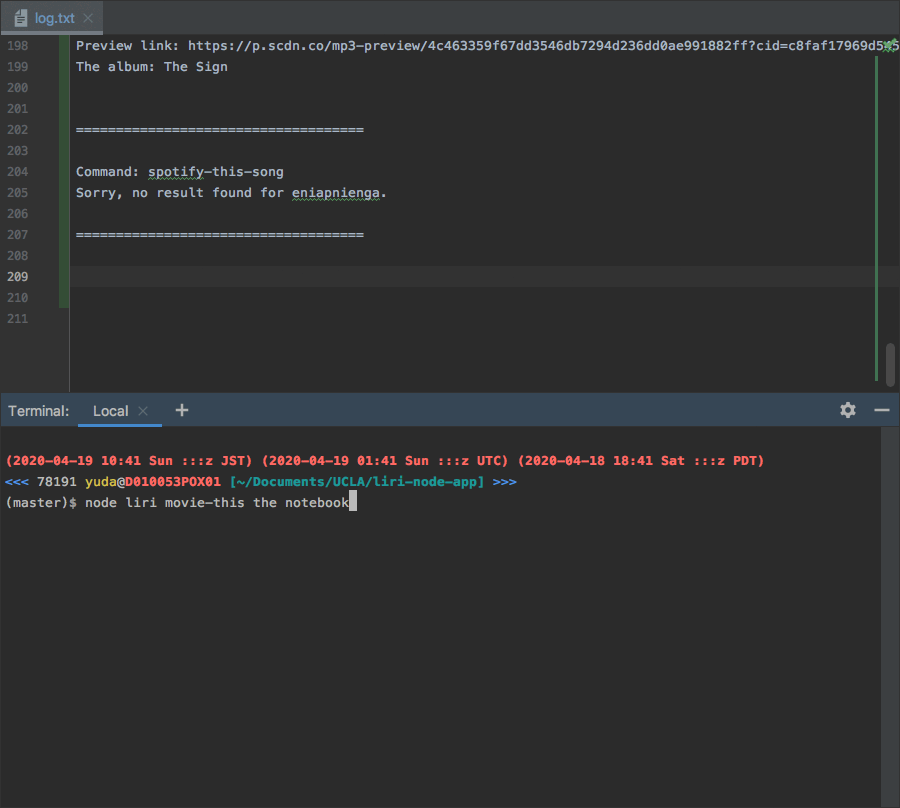 log.txt
198 Preview link: https://p.scdn.co/mp3-preview/4c463359f67dd3546db7294d236dd0ae991882ff?cid=c8faf17969d5
199 The album: The Sign
200
201
202 ====================================
203
204 Command: spotify-this-song
205 Sorry, no result found for eniapnienga.
206
207 ====================================
208
209
210
211
Terminal: Local +
(2020-04-19 10:41 Sun :::z JST) (2020-04-19 01:41 Sun :::z UTC) (2020-04-18 18:41 Sat :::z PDT)
<<< 78191 yuda@D010053POX01 [~/Documents/UCLA/liri-node-app] >>>
(master)$ node liri movie-this the notebook